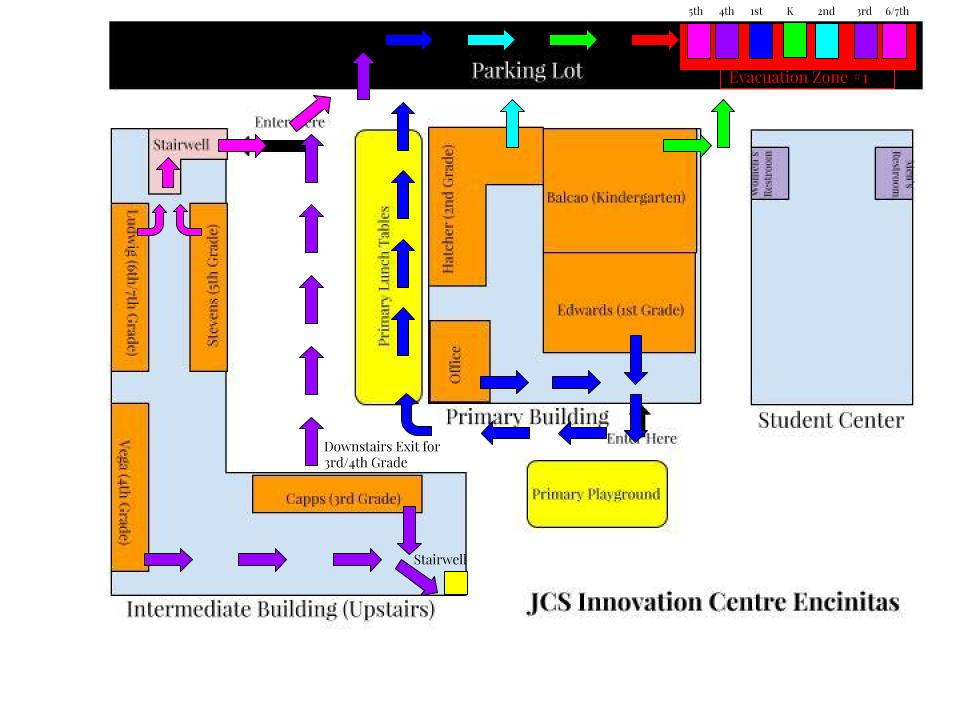 5th 4th 1st K 2nd 3rd 6/7th
Parking Lot
Evacuation Zone #1
Enter Here
Stairwell
Ludwig (6th/7th Grade)
Stevens (5th Grade)
Primary Lunch Tables
Hatcher (2nd Grade)
Balcao (Kindergarten)
Women's
Restroom
Men's
Restroom
Edwards (1st Grade)
Office
Primary Building
Enter Here
Student Center
Downstairs Exit for
3rd/4th Grade
Vega (4th Grade)
Capps (3rd Grade)
Primary Playground
Stairwell
Intermediate Building (Upstairs)
JCS Innovation Centre Encinitas